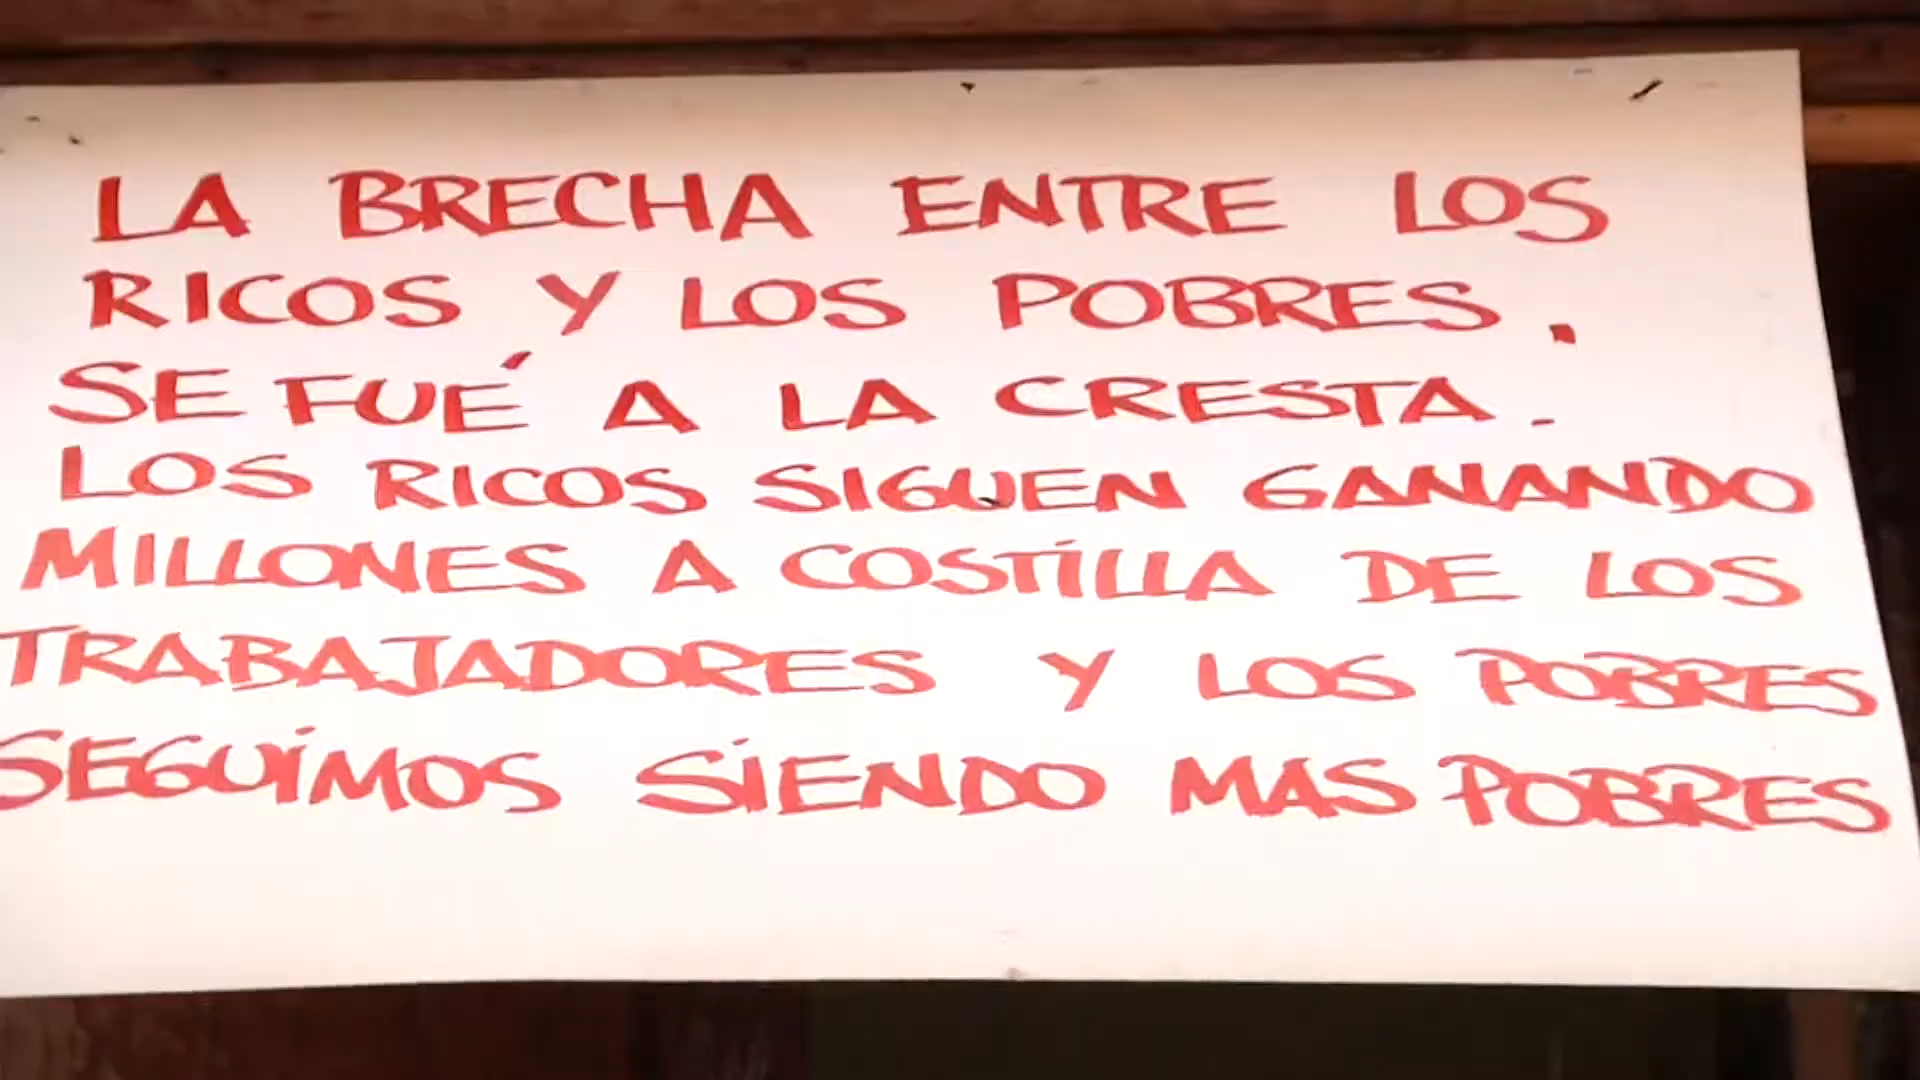 LA BRECHA ENTRE LOS
RICOS Y LOS POBRES.
SE FUÉ A LA CRESTA.
LOS RICOS SIGUEN GANANDO
MILLONES A COSTILLA DE LOS
TRABAJADORES Y LOS POBRES
SEGUIMOS SIENDO MAS POBRES